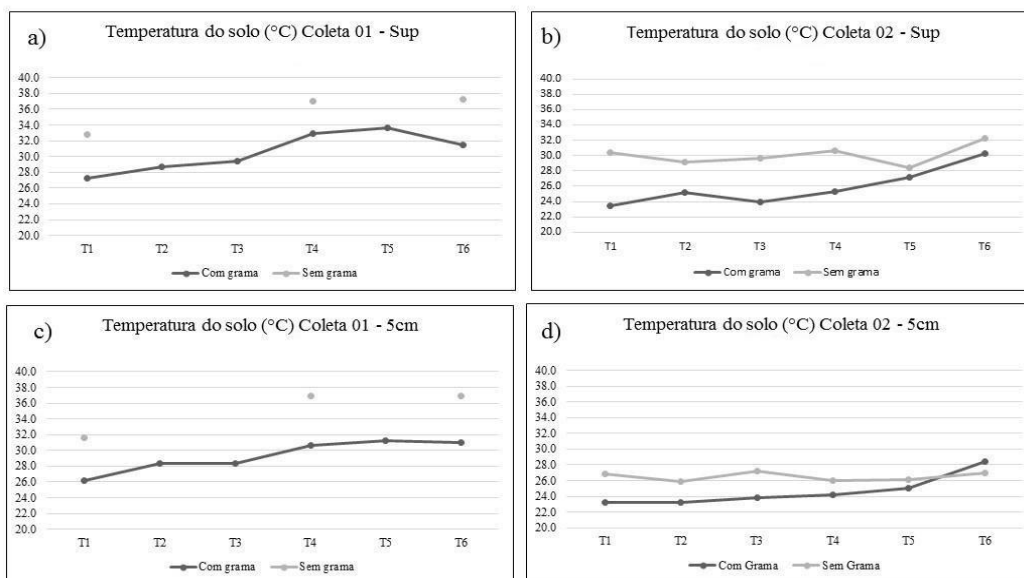 a)
Temperatura do solo (°C) Coleta 01 - Sup
40.0
38.0
36.0
34.0
32.0
30.0
28.0
26.0
24.0
22.0
20.0
T1 T2 T3 T4 T5 T6
Com grama Sem grama
b)
Temperatura do solo (°C) Coleta 02 - Sup
40.0
38.0
36.0
34.0
32.0
30.0
28.0
26.0
24.0
22.0
20.0
T1 T2 T3 T4 T5 T6
Com grama Sem grama
c)
Temperatura do solo (°C) Coleta 01 - 5cm
40.0
38.0
36.0
34.0
32.0
30.0
28.0
26.0
24.0
22.0
20.0
T1 T2 T3 T4 T5 T6
Com grama Sem grama
d)
Temperatura do solo (°C) Coleta 02 - 5cm
40.0
38.0
36.0
34.0
32.0
30.0
28.0
26.0
24.0
22.0
20.0
T1 T2 T3 T4 T5 T6
Com Grama Sem Grama